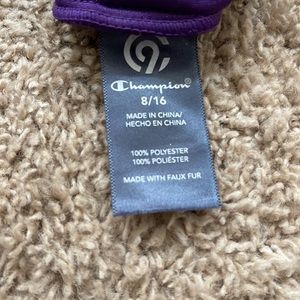 C9
Champion®
8/16
MADE IN CHINA/
HECHO EN CHINA
100% POLYESTER
100% POLIÉSTER
MADE WITH FAUX FUR